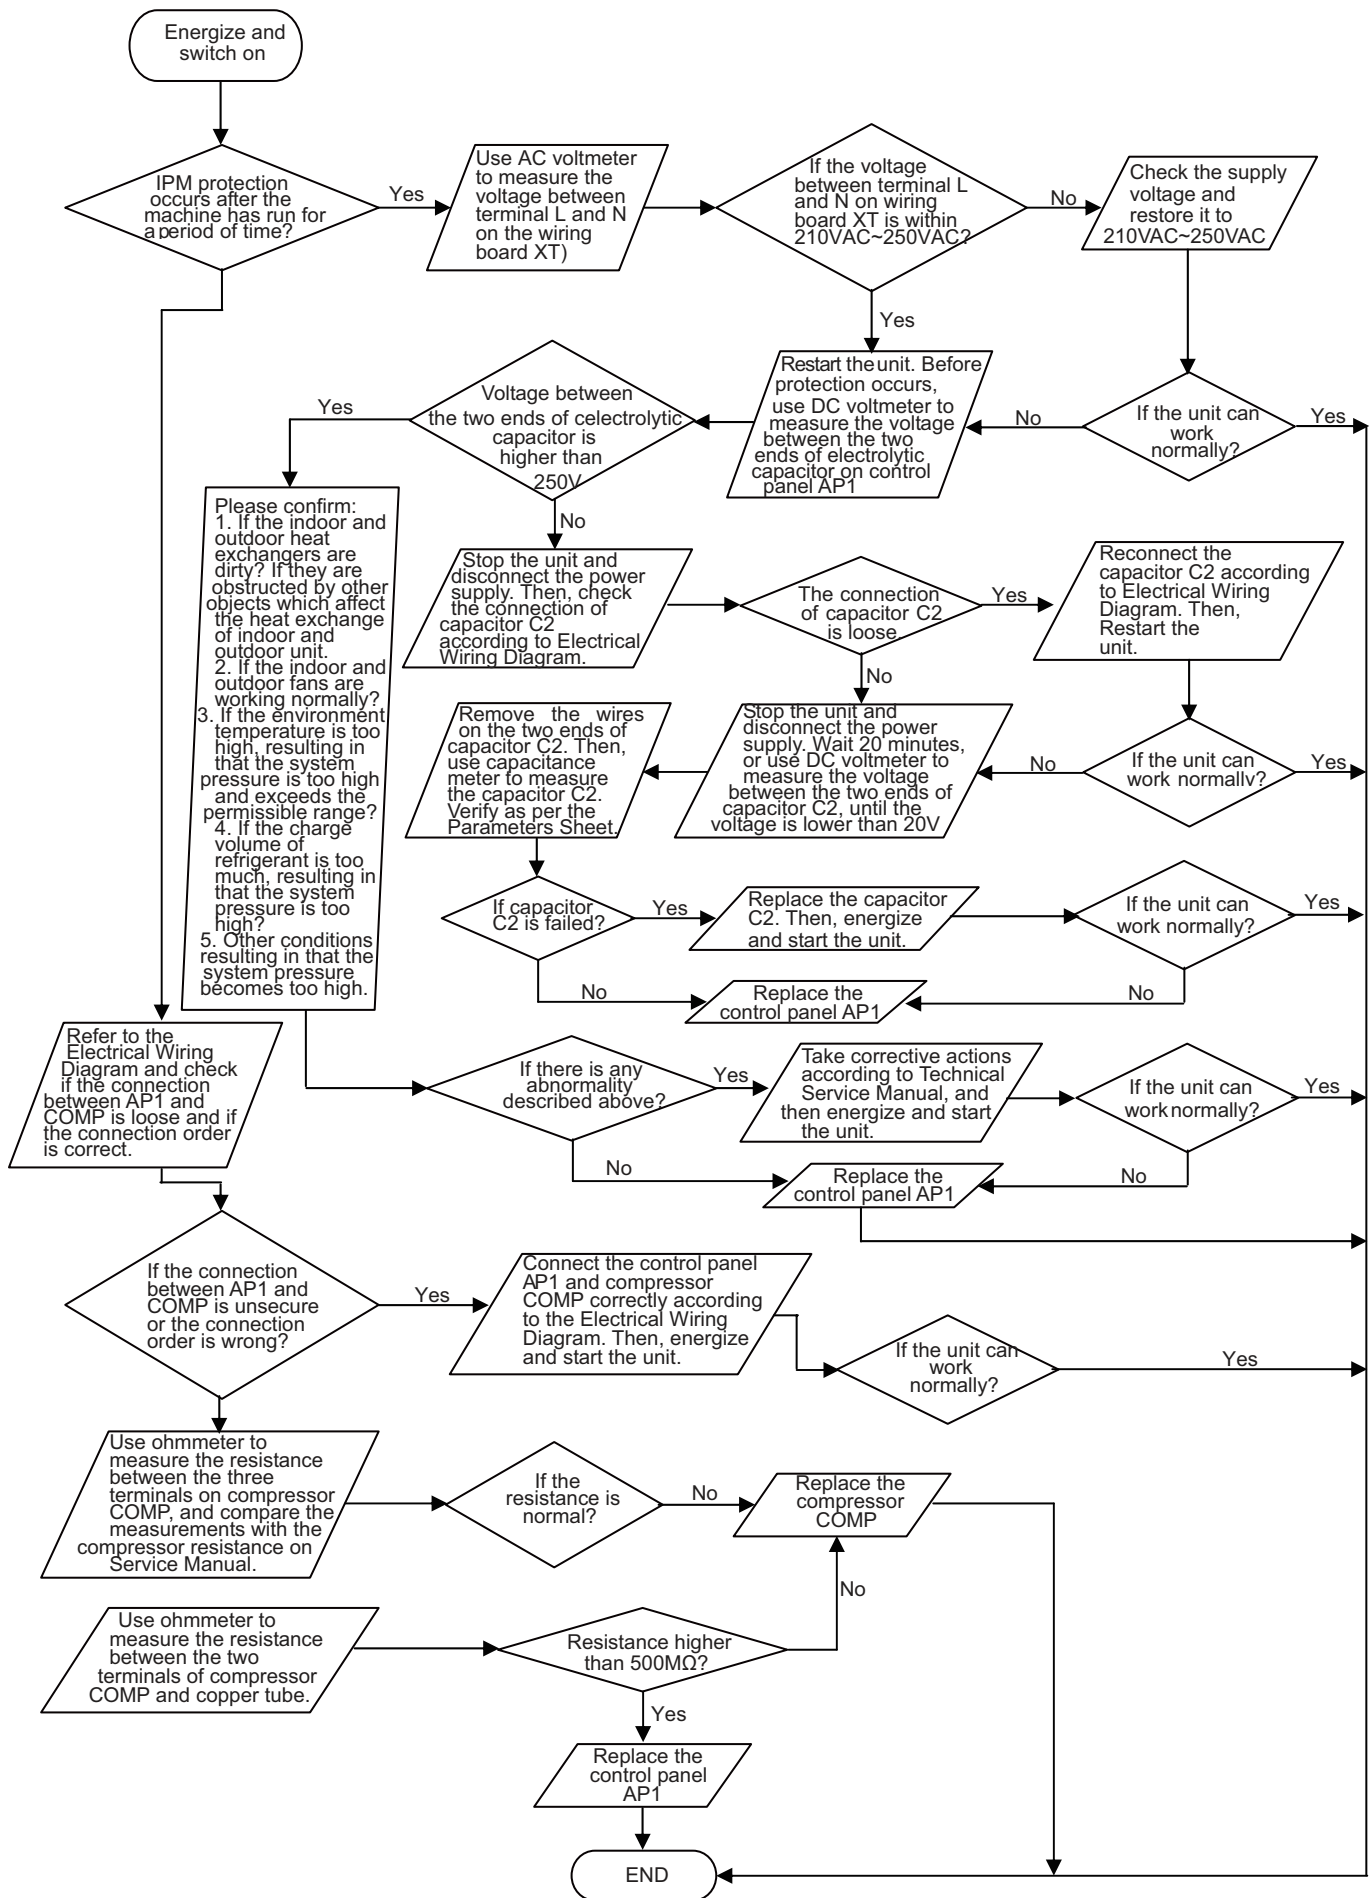 Energize and
switch on
IPM protection
occurs after the
machine has run for
a period of time?
Yes
Use AC voltmeter
to measure the
voltage between
terminal L and N
on the wiring
board XT)
If the voltage
between terminal L
and N on wiring
board XT is within
210VAC~250VAC?
No
Check the supply
voltage and
restore it to
210VAC~250VAC
Yes
Restart the unit. Before
protection occurs,
use DC voltmeter to
measure the voltage
between the two
ends of electrolytic
capacitor on control
panel AP1
No
If the unit can
work
normally?
Yes
Voltage between
the two ends of celectrolytic
capacitor is
higher than
250V
Yes
No
Please confirm:
1. If the indoor and
outdoor heat
exchangers are
dirty? If they are
obstructed by other
objects which affect
the heat exchange
of indoor and
outdoor unit.
2. If the indoor and
outdoor fans are
working normally?
3. If the environment
temperature is too
high, resulting in
that the system
pressure is too high
and exceeds the
permissible range?
4. If the charge
volume of
refrigerant is too
much, resulting in
that the system
pressure is too
high?
5. Other conditions
resulting in that the
system pressure
becomes too high.
Stop the unit and
disconnect the power
supply. Then, check
the connection of
capacitor C2
according to Electrical
Wiring Diagram.
The connection
of capacitor C2
is loose.
Yes
Reconnect the
capacitor C2 according
to Electrical Wiring
Diagram. Then,
Restart the
unit.
No
Remove the wires
on the two ends of
capacitor C2. Then,
use capacitance
meter to measure
the capacitor C2.
Verify as per the
Parameters Sheet.
Stop the unit and
disconnect the power
supply. Wait 20 minutes,
or use DC voltmeter to
measure the voltage
between the two ends of
capacitor C2, until the
voltage is lower than 20V
No
If the unit can
work normally?
Yes
If capacitor
C2 is failed?
Yes
Replace the capacitor
C2. Then, energize
and start the unit.
If the unit can
work normally?
Yes
No
Replace the
control panel AP1
No
Refer to the
Electrical Wiring
Diagram and check
if the connection
between AP1 and
COMP is loose and if
the connection order
is correct.
If there is any
abnormality
described above?
Yes
Take corrective actions
according to Technical
Service Manual, and
then energize and start
the unit.
If the unit can
work normally?
Yes
No
Replace the
control panel AP1
No
If the connection
between AP1 and
COMP is unsecure
or the connection
order is wrong?
Yes
Connect the control panel
AP1 and compressor
COMP correctly according
to the Electrical Wiring
Diagram. Then, energize
and start the unit.
If the unit can
work
normally?
Yes
Use ohmmeter to
measure the resistance
between the three
terminals on compressor
COMP, and compare the
measurements with the
compressor resistance on
Service Manual.
If the
resistance is
normal?
No
Replace the
compressor
COMP
Use ohmmeter to
measure the resistance
between the two
terminals of compressor
COMP and copper tube.
Resistance higher
than 500MΩ?
No
Yes
Replace the
control panel
AP1
END